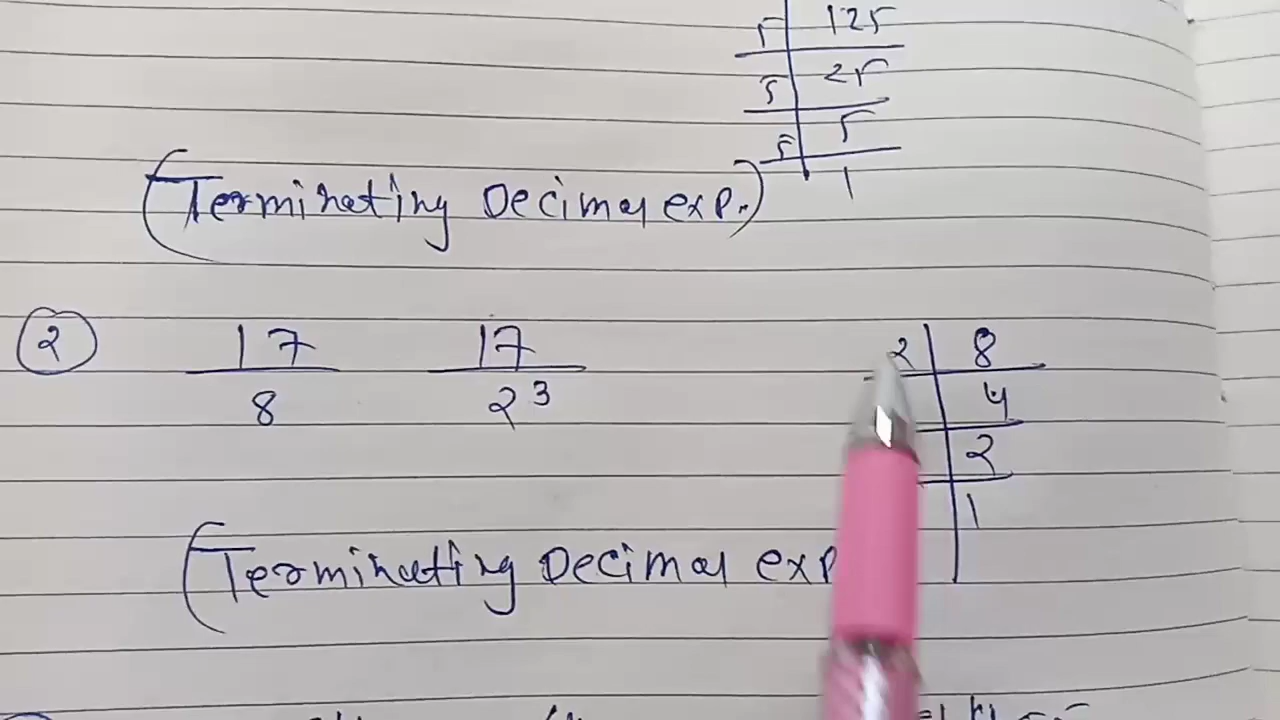 5 | 125
5 | 25
5 | 5
1
(Terminating Decimal exp.)
② 17/8 17/2³ 2 | 8
4
2
1
(Terminating Decimal exp